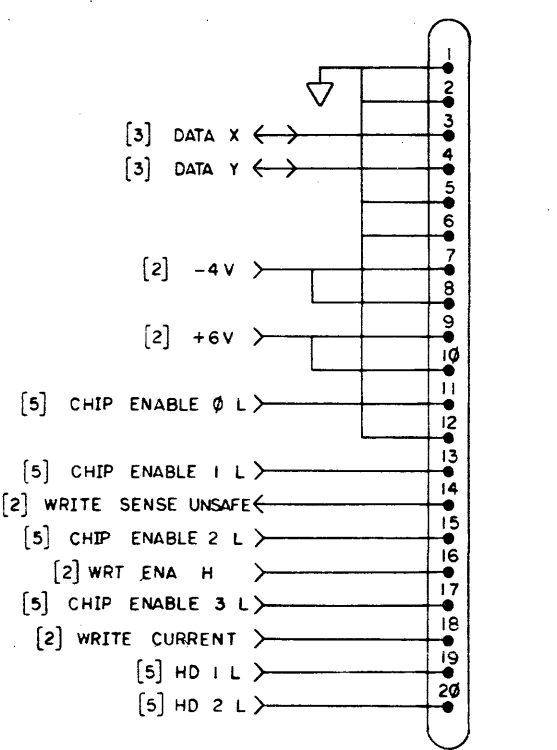 1
2
[3] DATA X 3
[3] DATA Y 4
5
6
[2] -4V 7
8
[2] +6V 9
1Ø
[5] CHIP ENABLE Ø L 11
12
[5] CHIP ENABLE 1 L 13
[2] WRITE SENSE UNSAFE 14
[5] CHIP ENABLE 2 L 15
[2] WRT ENA H 16
[5] CHIP ENABLE 3 L 17
[2] WRITE CURRENT 18
[5] HD 1 L 19
[5] HD 2 L 2Ø